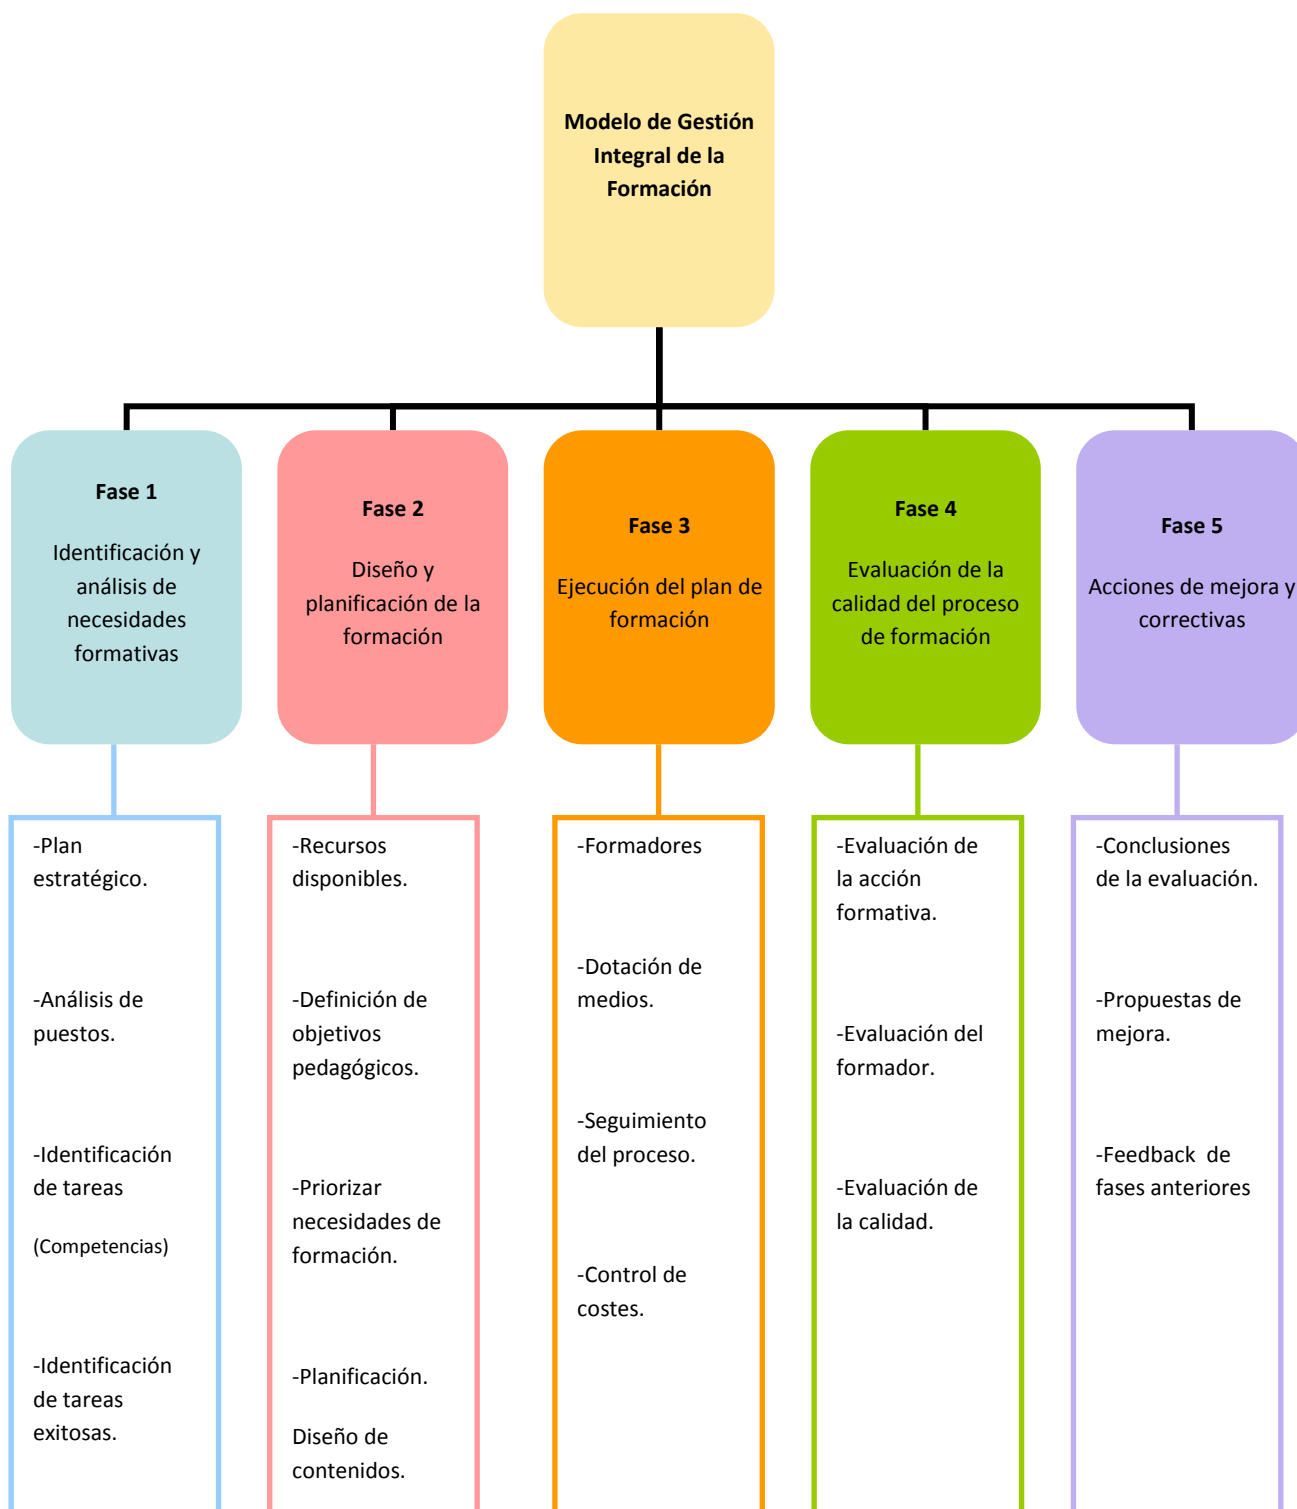 Modelo de Gestión
Integral de la
Formación
Fase 1
Identificación y
análisis de
necesidades
formativas
Fase 2
Diseño y
planificación de la
formación
Fase 3
Ejecución del plan de
formación
Fase 4
Evaluación de la
calidad del proceso
de formación
Fase 5
Acciones de mejora y
correctivas
-Plan
estratégico.
-Análisis de
puestos.
-Identificación
de tareas
(Competencias)
-Identificación
de tareas
exitosas.
-Recursos
disponibles.
-Definición de
objetivos
pedagógicos.
-Priorizar
necesidades de
formación.
-Planificación.
Diseño de
contenidos.
-Formadores
-Dotación de
medios.
-Seguimiento
del proceso.
-Control de
costes.
-Evaluación de
la acción
formativa.
-Evaluación del
formador.
-Evaluación de
la calidad.
-Conclusiones
de la evaluación.
-Propuestas de
mejora.
-Feedback  de
fases anteriores